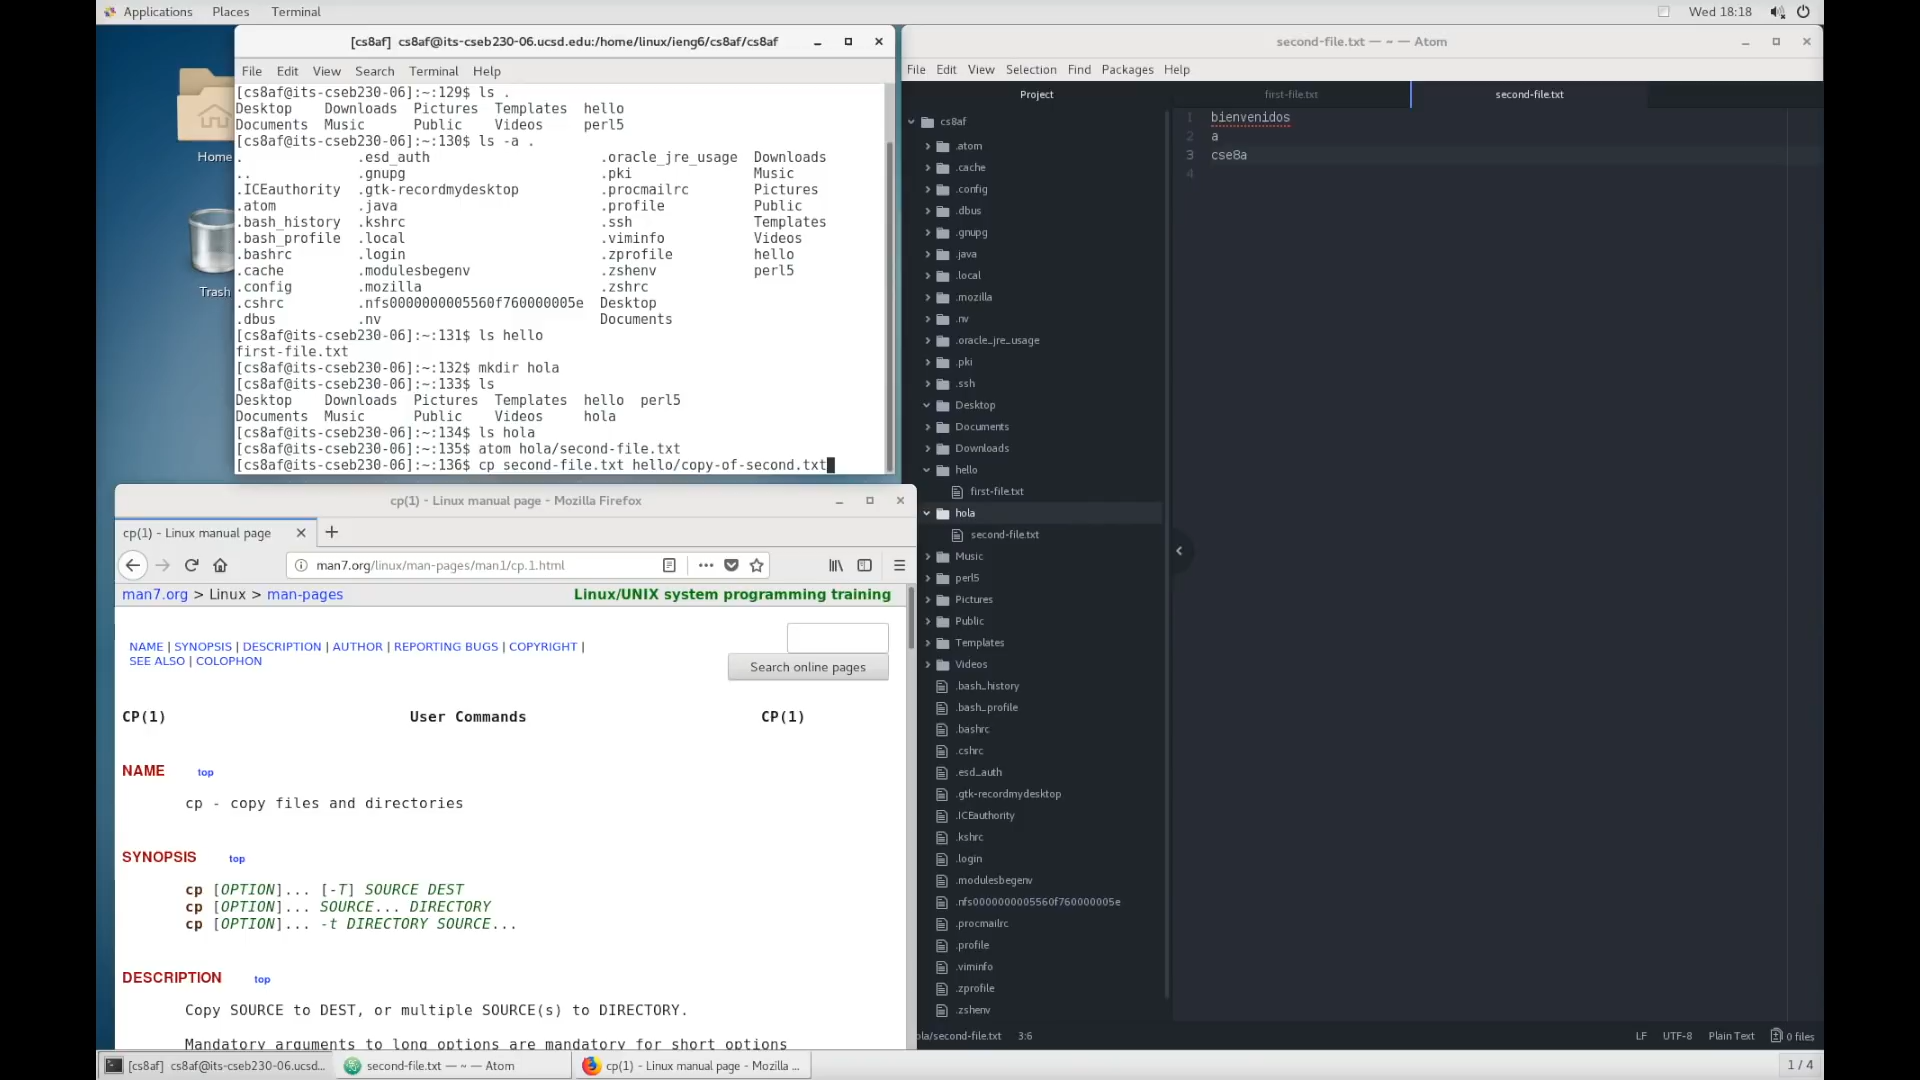 Applications Places Terminal
Wed 18:18
Home
Trash
[cs8af] cs8af@its-cseb230-06.ucsd.edu:/home/linux/ieng6/cs8af/cs8af
File Edit View Search Terminal Help
[cs8af@its-cseb230-06]:~:129$ ls .
Desktop Downloads Pictures Templates hello
Documents Music Public Videos perl5
[cs8af@its-cseb230-06]:~:130$ ls -a .
. .esd_auth .oracle_jre_usage Downloads
.. .gnupg .pki Music
.ICEauthority .gtk-recordmydesktop .procmailrc Pictures
.atom .java .profile Public
.bash_history .kshrc .ssh Templates
.bash_profile .local .viminfo Videos
.bashrc .login .zprofile hello
.cache .modulesbegenv .zshenv perl5
.config .mozilla .zshrc
.cshrc .nfs0000000005560f760000005e Desktop
.dbus .nv Documents
[cs8af@its-cseb230-06]:~:131$ ls hello
first-file.txt
[cs8af@its-cseb230-06]:~:132$ mkdir hola
[cs8af@its-cseb230-06]:~:133$ ls
Desktop Downloads Pictures Templates hello perl5
Documents Music Public Videos hola
[cs8af@its-cseb230-06]:~:134$ ls hola
[cs8af@its-cseb230-06]:~:135$ atom hola/second-file.txt
[cs8af@its-cseb230-06]:~:136$ cp second-file.txt hello/copy-of-second.txt
cp(1) - Linux manual page - Mozilla Firefox
cp(1) - Linux manual page
man7.org/linux/man-pages/man1/cp.1.html
man7.org > Linux > man-pages
Linux/UNIX system programming training
NAME | SYNOPSIS | DESCRIPTION | AUTHOR | REPORTING BUGS | COPYRIGHT |
SEE ALSO | COLOPHON
Search online pages
CP(1) User Commands CP(1)
NAME top
cp - copy files and directories
SYNOPSIS top
cp [OPTION]... [-T] SOURCE DEST
cp [OPTION]... SOURCE... DIRECTORY
cp [OPTION]... -t DIRECTORY SOURCE...
DESCRIPTION top
Copy SOURCE to DEST, or multiple SOURCE(s) to DIRECTORY.
Mandatory arguments to long options are mandatory for short options
second-file.txt — ~ — Atom
File Edit View Selection Find Packages Help
Project
cs8af
.atom
.cache
.config
.dbus
.gnupg
.java
.local
.mozilla
.nv
.oracle_jre_usage
.pki
.ssh
Desktop
Documents
Downloads
hello
first-file.txt
hola
second-file.txt
Music
perl5
Pictures
Public
Templates
Videos
.bash_history
.bash_profile
.bashrc
.cshrc
.esd_auth
.gtk-recordmydesktop
.ICEauthority
.kshrc
.login
.modulesbegenv
.nfs0000000005560f760000005e
.procmailrc
.profile
.viminfo
.zprofile
.zshenv
first-file.txt second-file.txt
1 bienvenidos
2 a
3 cse8a
4
ola/second-file.txt 3:6
LF UTF-8 Plain Text 0 files
[cs8af] cs8af@its-cseb230-06.ucsd...
second-file.txt — ~ — Atom
cp(1) - Linux manual page - Mozilla ...
1 / 4